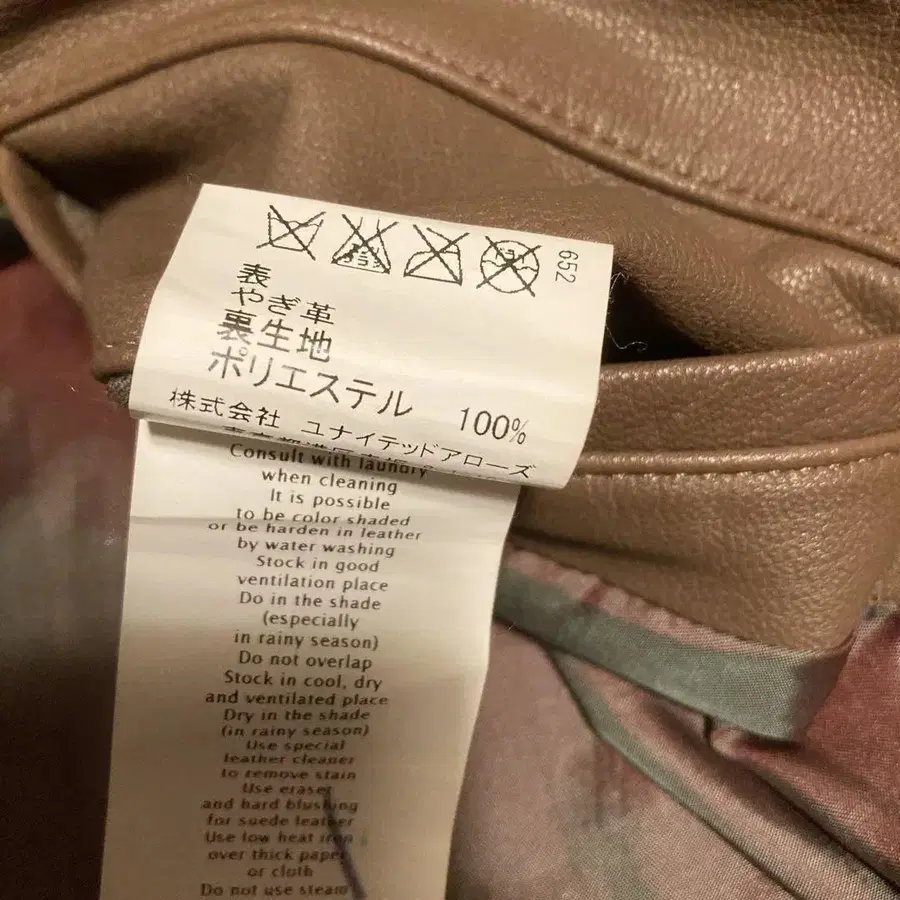 652
表
やぎ革
裏生地
ポリエステル 100%
株式会社 ユナイテッドアローズ
Consult with laundry
when cleaning
It is possible
to be color shaded
or be harden in leather
by water washing
Stock in good
ventilation place
Do in the shade
(especially
in rainy season)
Do not overlap
Stock in cool, dry
and ventilated place
Dry in the shade
(in rainy season)
Use special
leather cleaner
to remove stain
Use eraser
and hard blushing
for suede leather
Use low heat iron
over thick paper
or cloth
Do not use steam